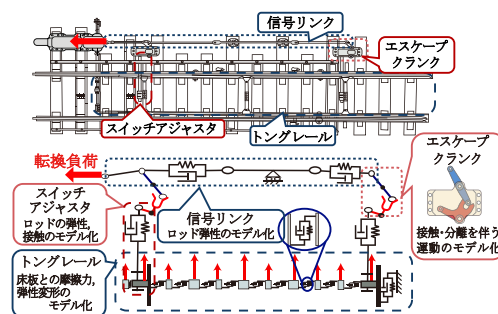 信号リンク
エスケープ
クランク
スイッチアジャスタ
トングレール
転換負荷
スイッチ
アジャスタ
ロッドの弾性,
接触のモデル化
信号リンク
ロッド弾性のモデル化
エスケープ
クランク
接触・分離を伴う
運動のモデル化
トングレール
床板との摩擦力,
弾性変形の
モデル化